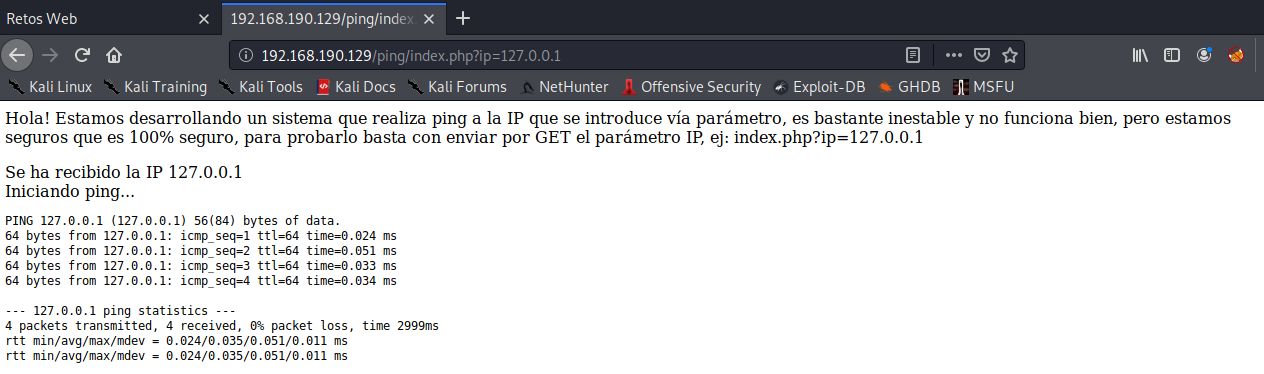 Retos Web
192.168.190.129/ping/index.
192.168.190.129/ping/index.php?ip=127.0.0.1
Kali Linux Kali Training Kali Tools Kali Docs Kali Forums NetHunter Offensive Security Exploit-DB GHDB MSFU
Hola! Estamos desarrollando un sistema que realiza ping a la IP que se introduce vía parámetro, es bastante inestable y no funciona bien, pero estamos
seguros que es 100% seguro, para probarlo basta con enviar por GET el parámetro IP, ej: index.php?ip=127.0.0.1
Se ha recibido la IP 127.0.0.1
Iniciando ping...
PING 127.0.0.1 (127.0.0.1) 56(84) bytes of data.
64 bytes from 127.0.0.1: icmp_seq=1 ttl=64 time=0.024 ms
64 bytes from 127.0.0.1: icmp_seq=2 ttl=64 time=0.051 ms
64 bytes from 127.0.0.1: icmp_seq=3 ttl=64 time=0.033 ms
64 bytes from 127.0.0.1: icmp_seq=4 ttl=64 time=0.034 ms
--- 127.0.0.1 ping statistics ---
4 packets transmitted, 4 received, 0% packet loss, time 2999ms
rtt min/avg/max/mdev = 0.024/0.035/0.051/0.011 ms
rtt min/avg/max/mdev = 0.024/0.035/0.051/0.011 ms